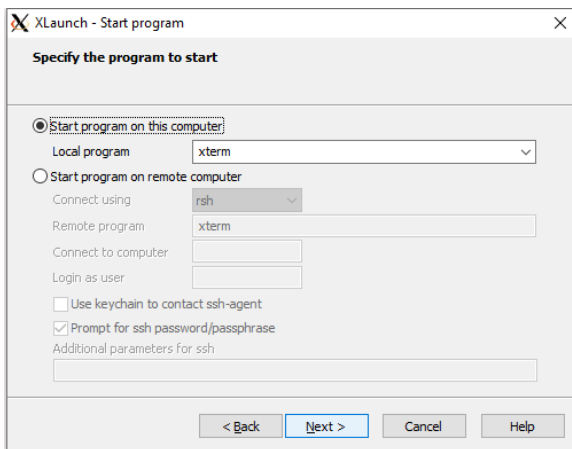 XLaunch - Start program
Specify the program to start
Start program on this computer
Local program xterm
Start program on remote computer
Connect using rsh
Remote program xterm
Connect to computer
Login as user
Use keychain to contact ssh-agent
Prompt for ssh password/passphrase
Additional parameters for ssh
< Back Next > Cancel Help